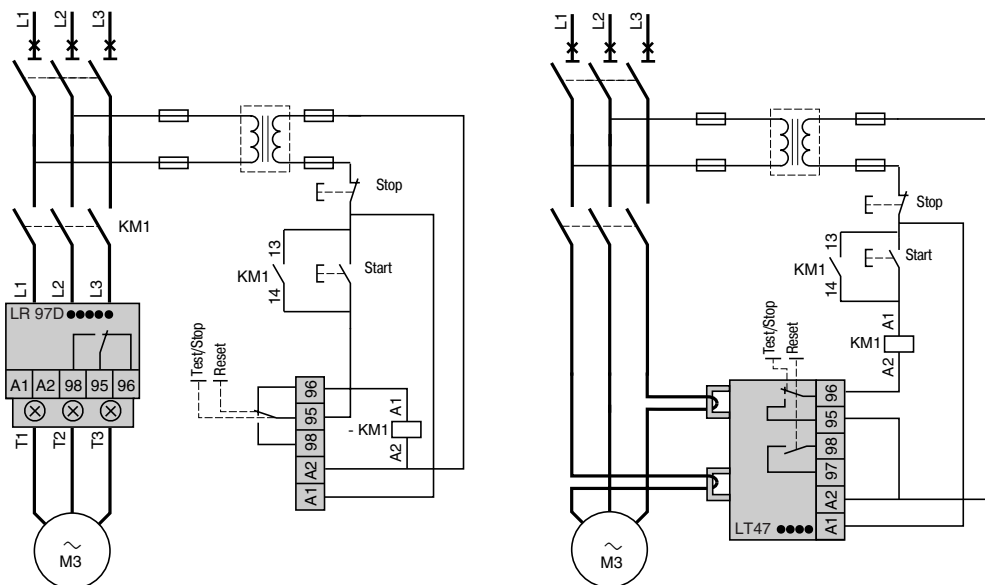 L1 L2 L3
Stop
KM1
13
KM1
14
Start
L1 L2 L3
LR 97D ●●●●●
A1 A2 98 95 96
T1 T2 T3
~
M3
Test/Stop
Reset
96
95
98
A2
A1
A1
- KM1
A2
L1 L2 L3
Stop
13
KM1
14
Start
A1
KM1
A2
Test/Stop
Reset
96
95
98
97
A2
A1
LT47 ●●●●
~
M3